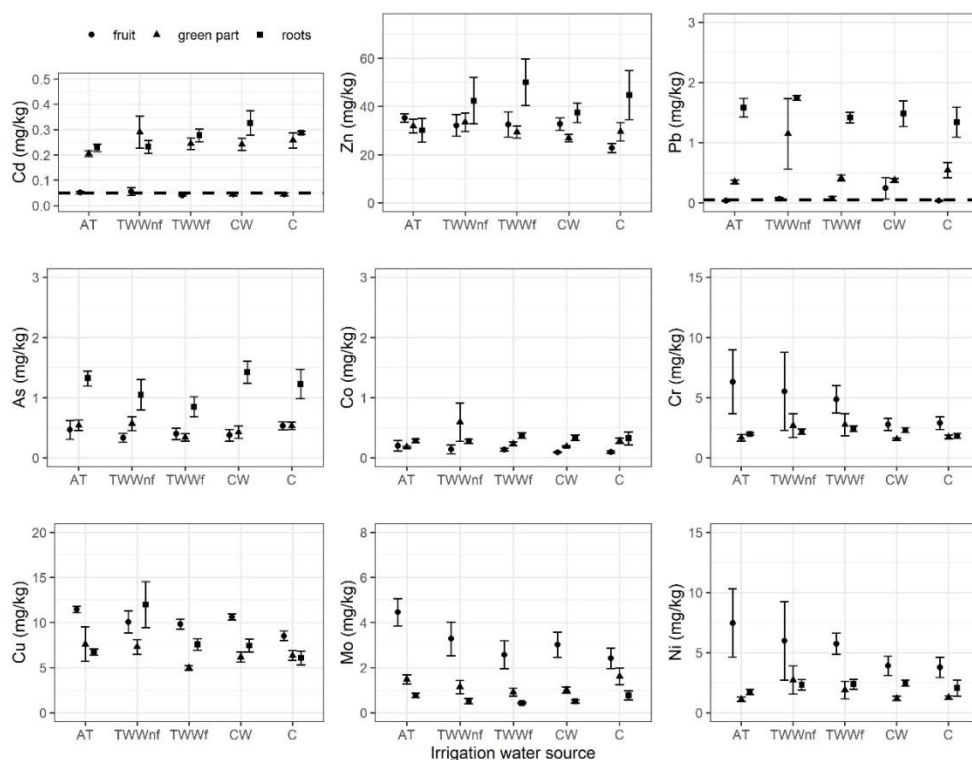 fruit green part roots
Cd (mg/kg)
0.5
0.4
0.3
0.2
0.1
0.0
AT TWWnf TWWf CW C
Zn (mg/kg)
60
40
20
0
AT TWWnf TWWf CW C
Pb (mg/kg)
3
2
1
0
AT TWWnf TWWf CW C
As (mg/kg)
3
2
1
0
AT TWWnf TWWf CW C
Co (mg/kg)
3
2
1
0
AT TWWnf TWWf CW C
Cr (mg/kg)
15
10
5
0
AT TWWnf TWWf CW C
Cu (mg/kg)
20
15
10
5
0
AT TWWnf TWWf CW C
Mo (mg/kg)
8
6
4
2
0
AT TWWnf TWWf CW C
Ni (mg/kg)
15
10
5
0
AT TWWnf TWWf CW C
Irrigation water source